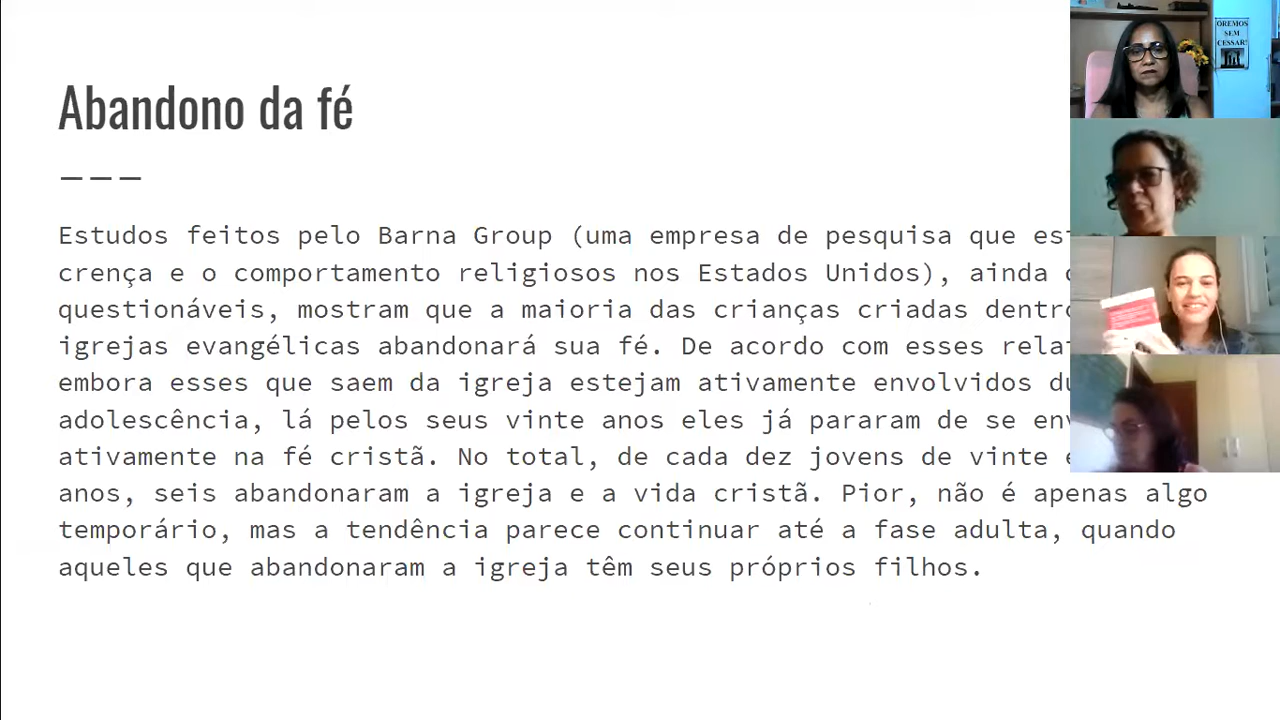 Abandono da fé
Estudos feitos pelo Barna Group (uma empresa de pesquisa que
crença e o comportamento religiosos nos Estados Unidos), ainda
questionáveis, mostram que a maioria das crianças criadas dentro
igrejas evangélicas abandonará sua fé. De acordo com esses
embora esses que saem da igreja estejam ativamente envolvidos
adolescência, lá pelos seus vinte anos eles já pararam de se
ativamente na fé cristã. No total, de cada dez jovens de vinte
anos, seis abandonaram a igreja e a vida cristã. Pior, não é apenas algo
temporário, mas a tendência parece continuar até a fase adulta, quando
aqueles que abandonaram a igreja têm seus próprios filhos.
OREMOS
SEM
CESSAR!